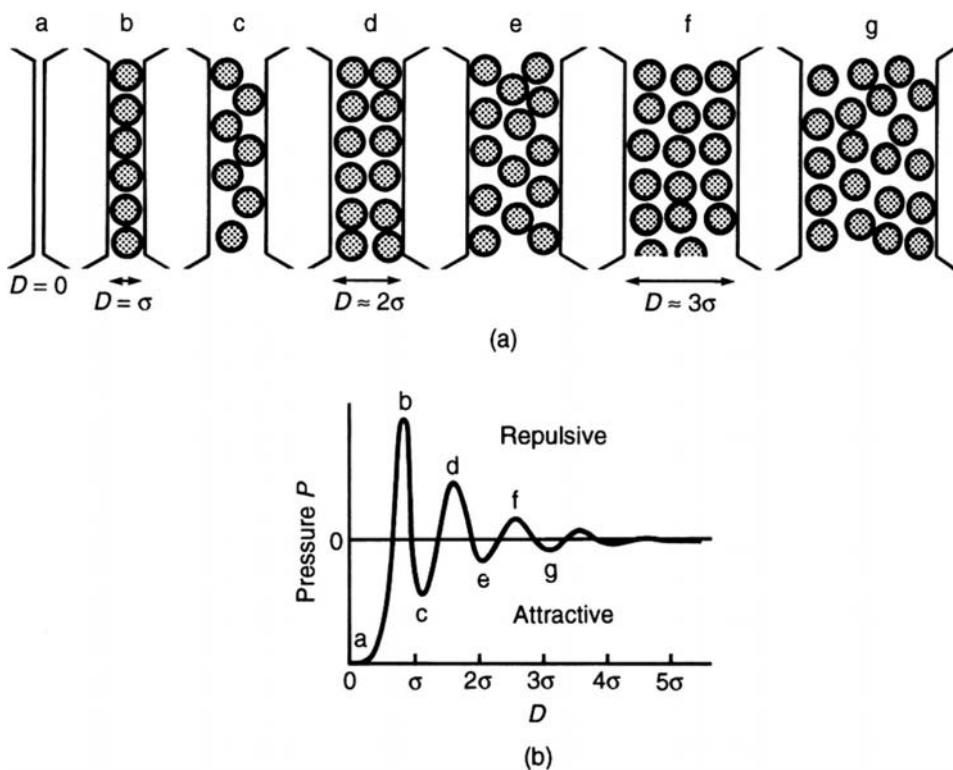 a b c d e f g
D = 0 D = σ D ≈ 2σ D ≈ 3σ
(a)
b
Repulsive
d
f
Pressure P
0
g
e
c
Attractive
a
0 σ 2σ 3σ 4σ 5σ
D
(b)